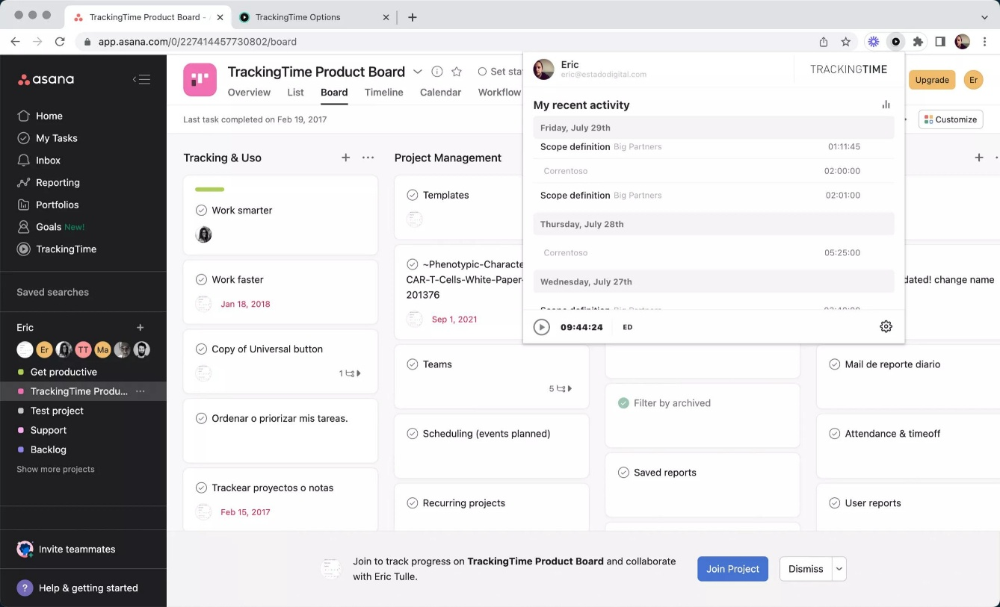 TrackingTime Product Board -
TrackingTime Options
app.asana.com/0/227414457730802/board
asana
Home
My Tasks
Inbox
Reporting
Portfolios
Goals New!
TrackingTime
Saved searches
Eric
Er
TT
Ma
Get productive
TrackingTime Produ...
Test project
Support
Backlog
Show more projects
Invite teammates
? Help & getting started
TrackingTime Product Board
Set sta
Overview List Board Timeline Calendar Workflow
Upgrade
Er
Last task completed on Feb 19, 2017
Customize
Tracking & Uso
Work smarter
Work faster
Jan 18, 2018
Copy of Universal button
1
Ordenar o priorizar mis tareas.
Trackear proyectos o notas
Feb 15, 2017
Project Management
Templates
~Phenotypic-Characte
CAR-T-Cells-White-Paper-
201376
Sep 1, 2021
Teams
5
Scheduling (events planned)
Recurring projects
Filter by archived
Saved reports
dated! change name
Mail de reporte diario
Attendance & timeoff
User reports
Eric
eric@estadodigital.com
TRACKINGTIME
My recent activity
Friday, July 29th
Scope definition Big Partners 01:11:45
Correntoso 02:00:00
Scope definition Big Partners 02:01:00
Thursday, July 28th
Correntoso 05:25:00
Wednesday, July 27th
09:44:24 ED
Join to track progress on TrackingTime Product Board and collaborate
with Eric Tulle.
Join Project
Dismiss